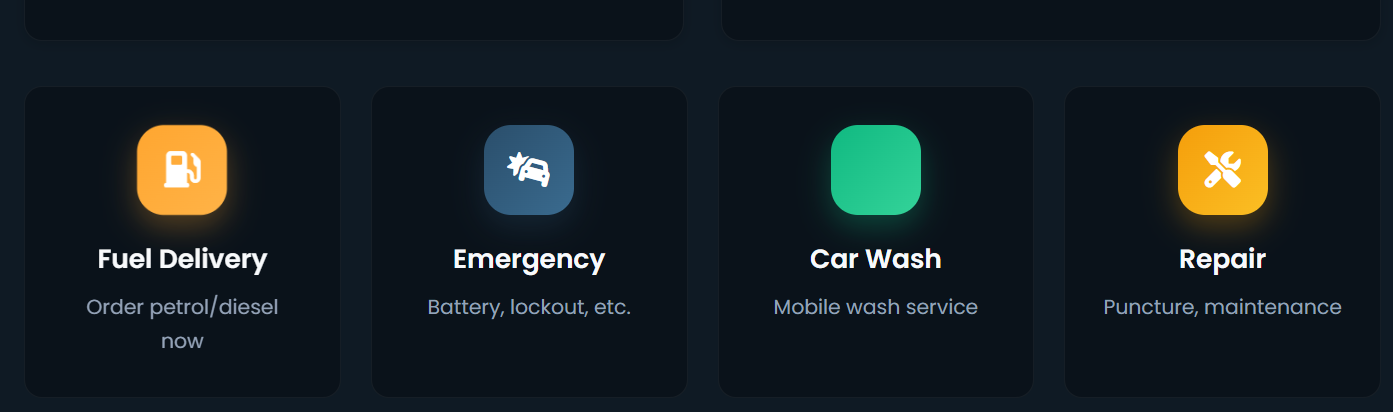 Fuel Delivery
Order petrol/diesel
now
Emergency
Battery, lockout, etc.
Car Wash
Mobile wash service
Repair
Puncture, maintenance